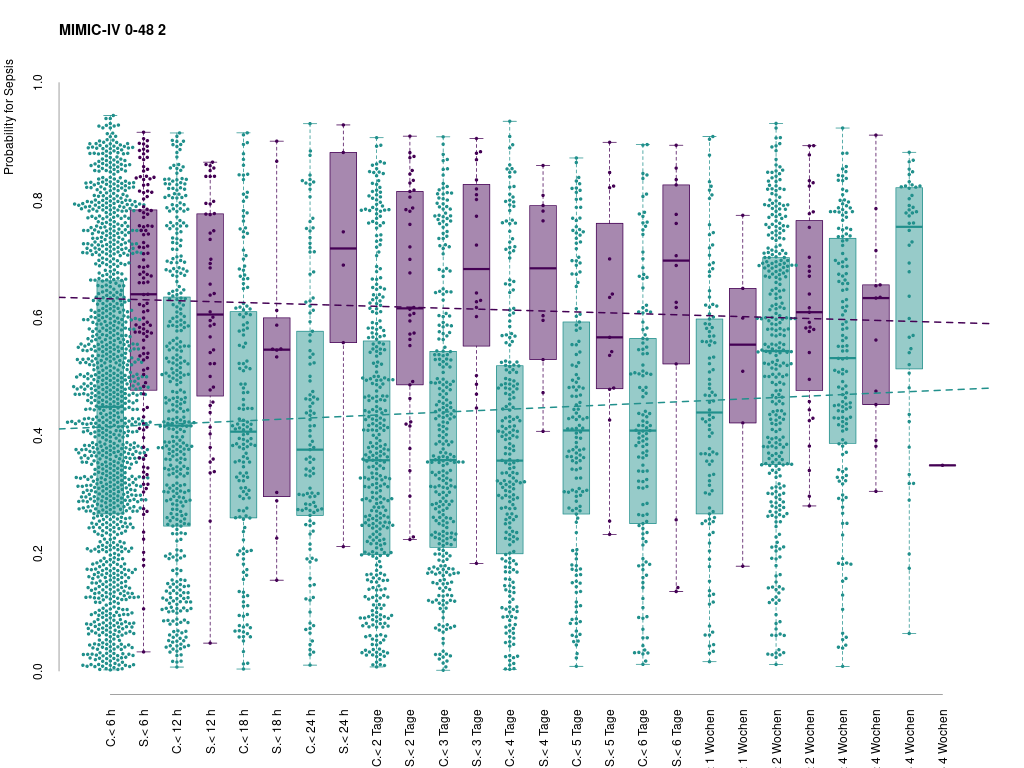 MIMIC-IV 0-48 2
Probability for Sepsis
1.0
0.8
0.6
0.4
0.2
0.0
C.< 6 h
S.< 6 h
C.< 12 h
S.< 12 h
C.< 18 h
S.< 18 h
C.< 24 h
S.< 24 h
C.< 2 Tage
S.< 2 Tage
C.< 3 Tage
S.< 3 Tage
C.< 4 Tage
S.< 4 Tage
C.< 5 Tage
S.< 5 Tage
C.< 6 Tage
S.< 6 Tage
1 Wochen
1 Wochen
2 Wochen
2 Wochen
4 Wochen
4 Wochen
4 Wochen
4 Wochen